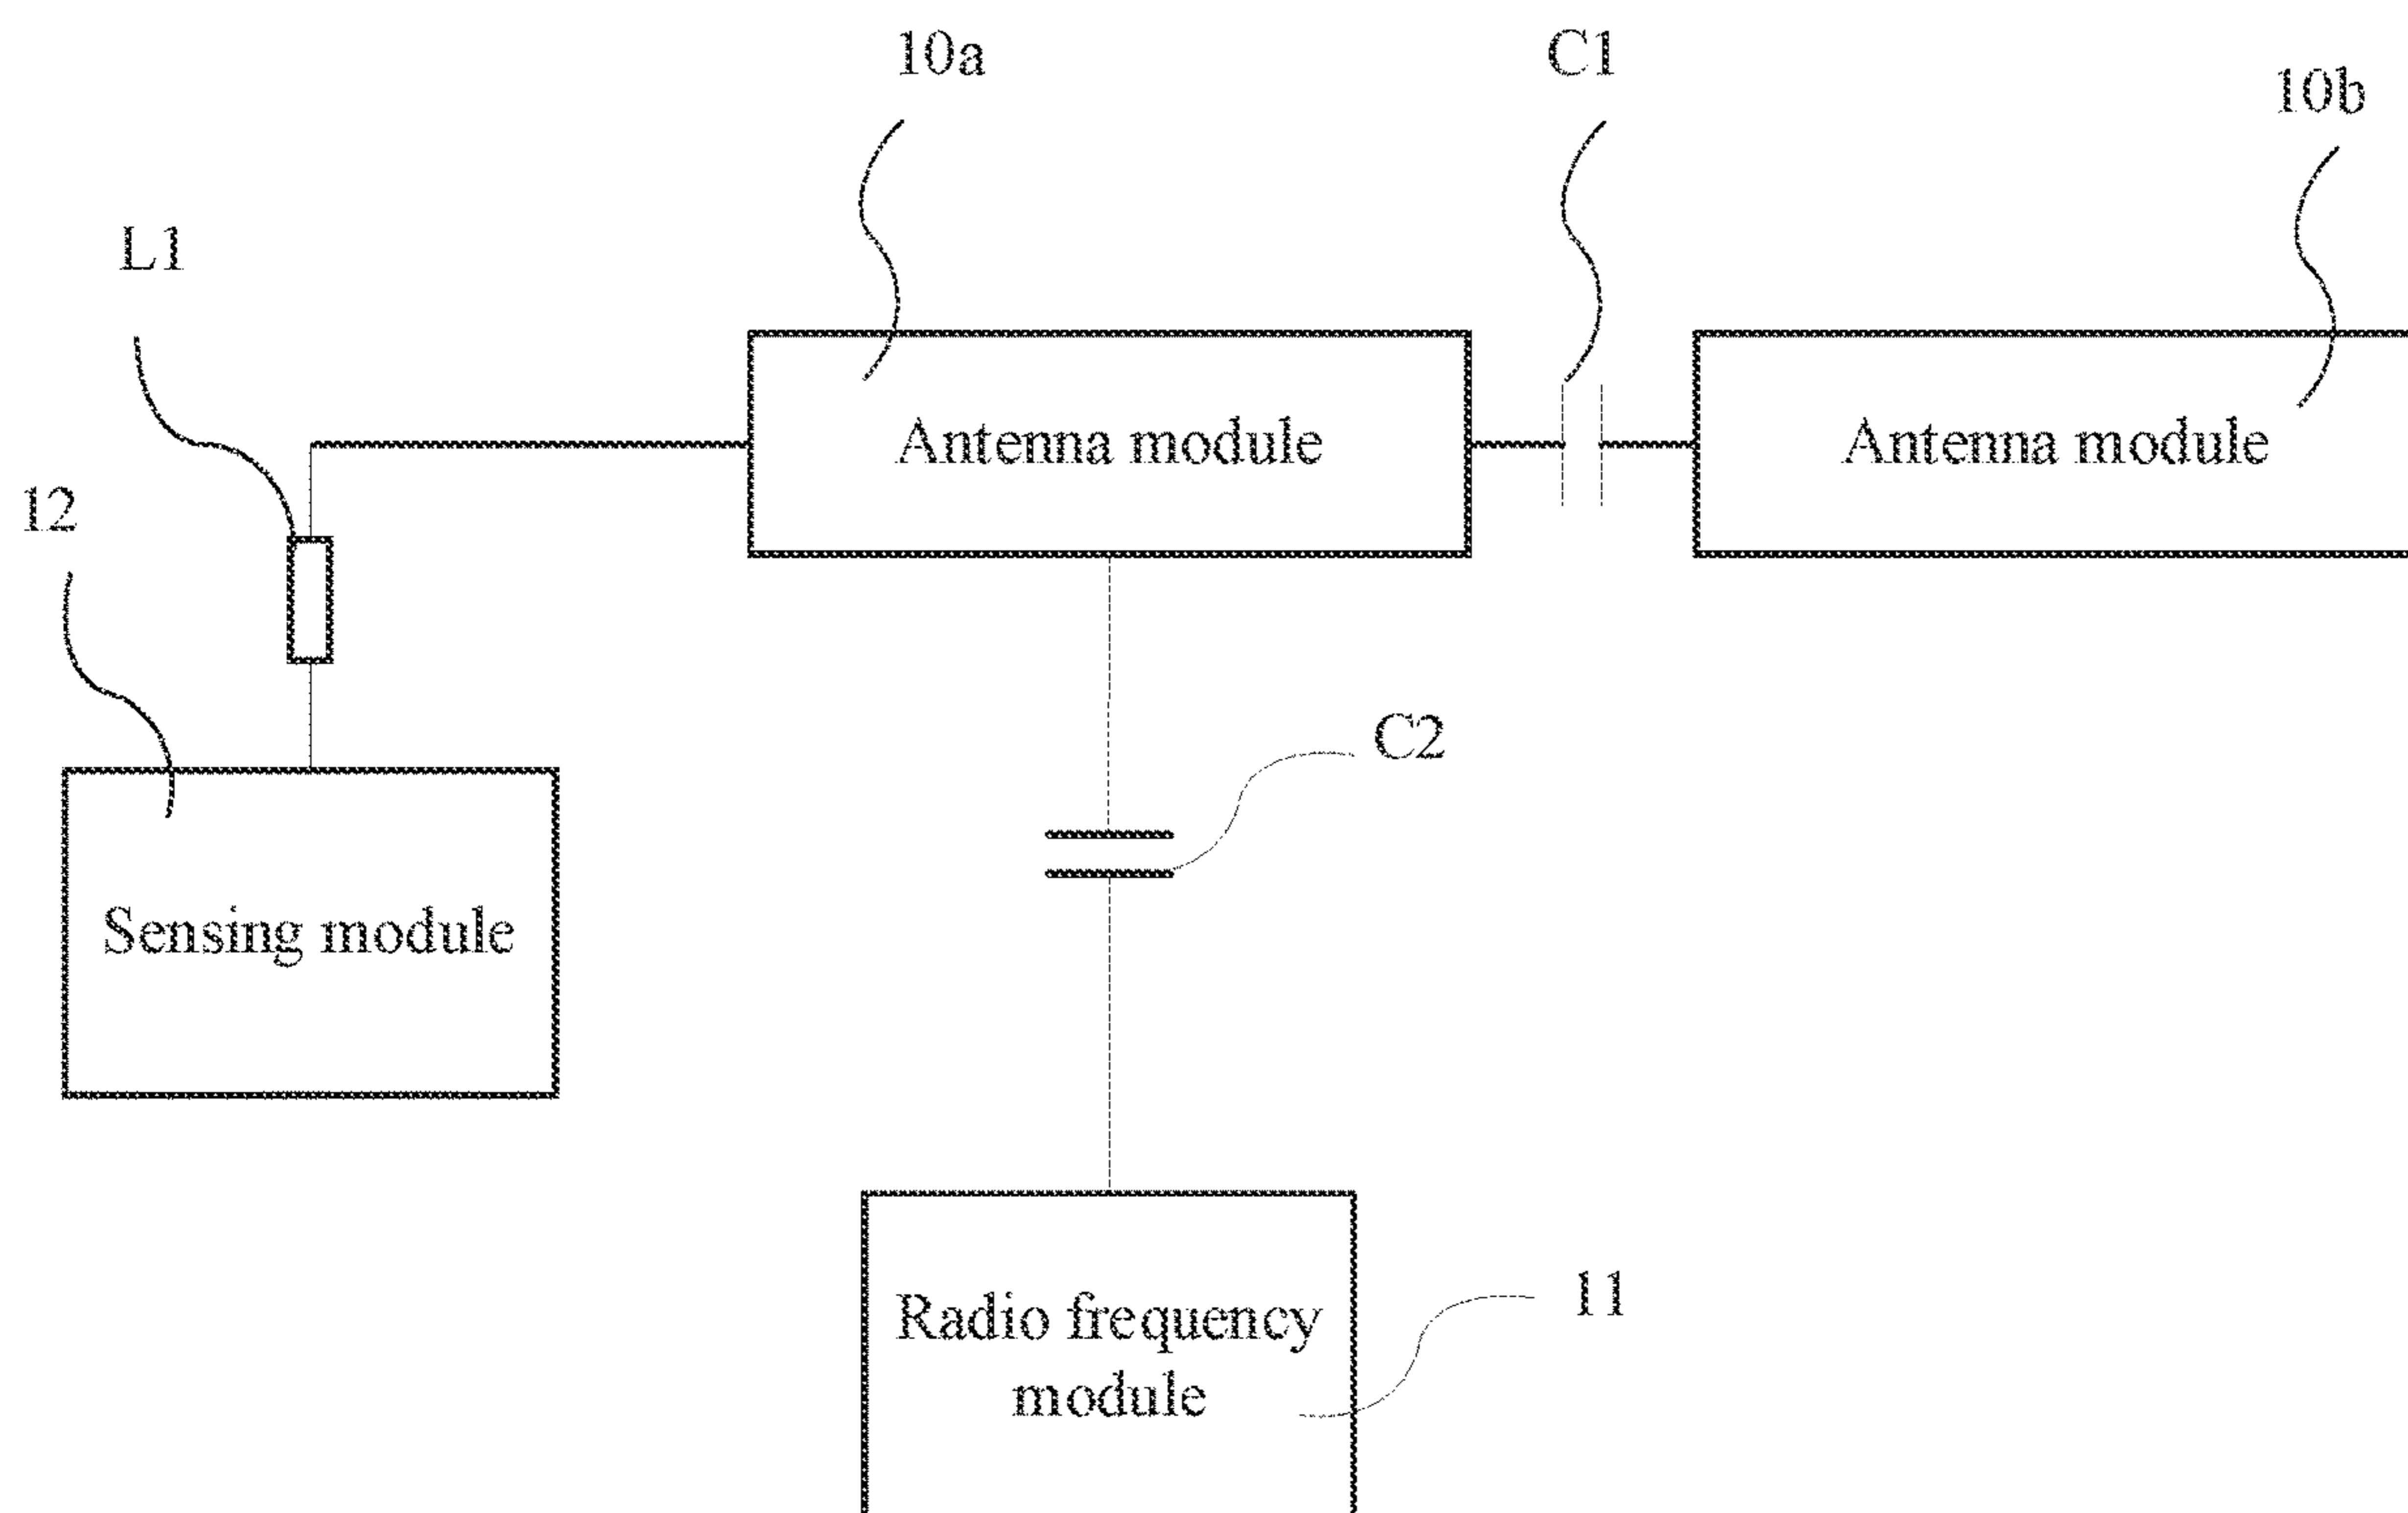 10a
C1
10b
L1
12
Antenna module
Antenna module
C2
Sensing module
Radio frequency
module
11